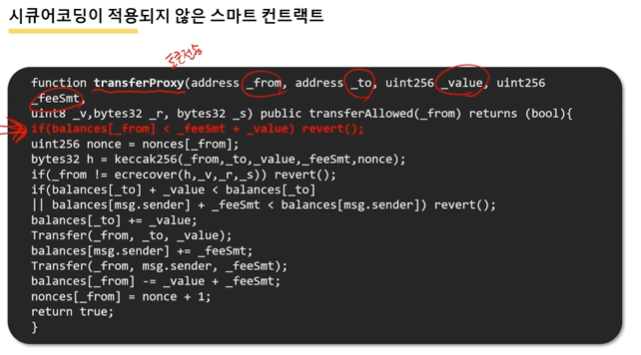 시큐어코딩이 적용되지 않은 스마트 컨트랙트
토큰전송
function transferProxy(address _from, address _to, uint256 _value, uint256
_feeSmt,
uint8 _v,bytes32 _r, bytes32 _s) public transferAllowed(_from) returns (bool){
if(balances[_from] < _feeSmt + _value) revert();
uint256 nonce = nonces[_from];
bytes32 h = keccak256(_from,_to,_value,_feeSmt,nonce);
if(_from != ecrecover(h,_v,_r,_s)) revert();
if(balances[_to] + _value < balances[_to]
|| balances[msg.sender] + _feeSmt < balances[msg.sender]) revert();
balances[_to] += _value;
Transfer(_from, _to, _value);
balances[msg.sender] += _feeSmt;
Transfer(_from, msg.sender, _feeSmt);
balances[_from] -= _value + _feeSmt;
nonces[_from] = nonce + 1;
return true;
}